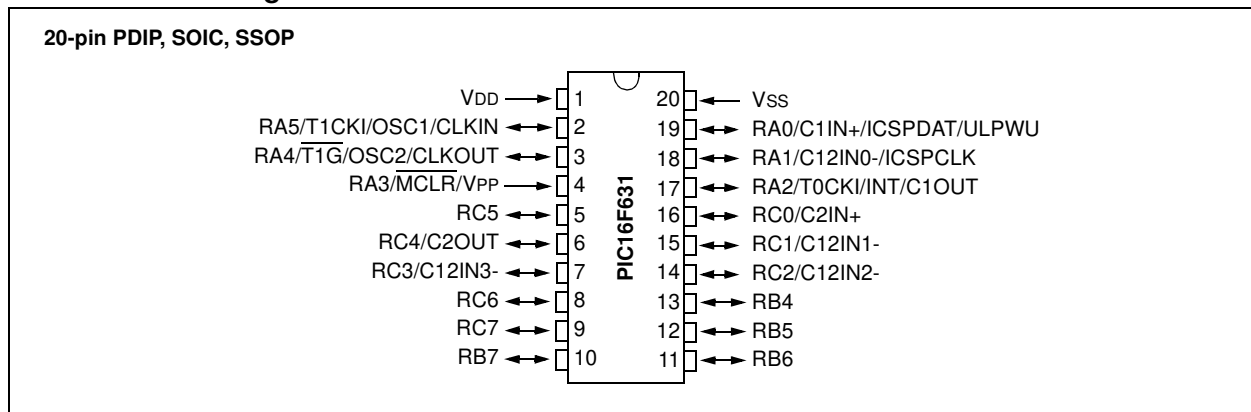 20-pin PDIP, SOIC, SSOP
VDD 1 20 VSS
RA5/T1CKI/OSC1/CLKIN 2 19 RA0/C1IN+/ICSPDAT/ULPWU
RA4/T1G/OSC2/CLKOUT 3 18 RA1/C12IN0-/ICSPCLK
RA3/MCLR/VPP 4 17 RA2/T0CKI/INT/C1OUT
RC5 5 16 RC0/C2IN+
RC4/C2OUT 6 15 RC1/C12IN1-
RC3/C12IN3- 7 14 RC2/C12IN2-
RC6 8 13 RB4
RC7 9 12 RB5
RB7 10 11 RB6
PIC16F631